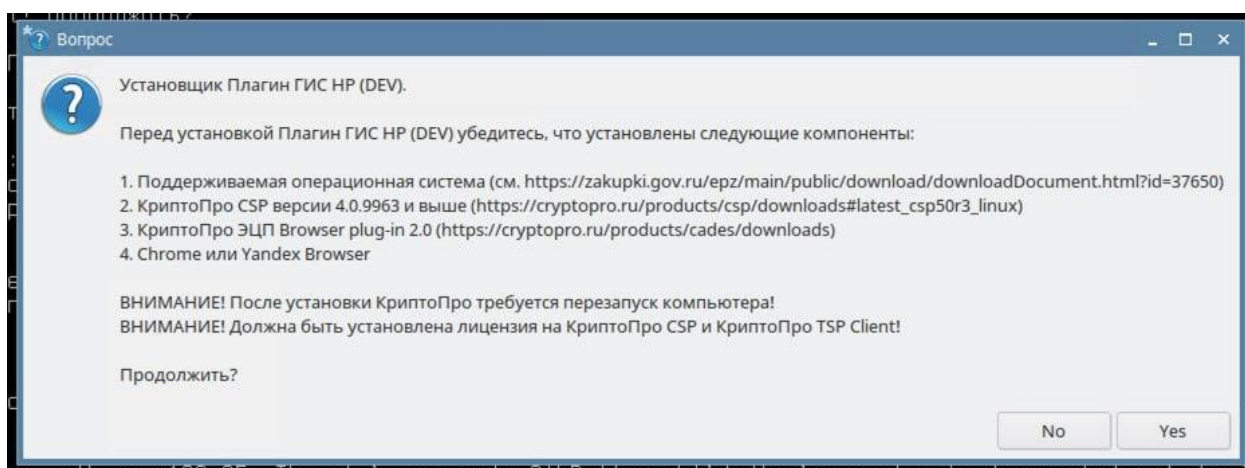 Вопрос
Установщик Плагин ГИС НР (DEV).
Перед установкой Плагин ГИС НР (DEV) убедитесь, что установлены следующие компоненты:
1. Поддерживаемая операционная система (см. https://zakupki.gov.ru/epz/main/public/download/downloadDocument.html?id=37650)
2. КриптоПро CSP версии 4.0.9963 и выше (https://cryptopro.ru/products/csp/downloads#latest_csp50r3_linux)
3. КриптоПро ЭЦП Browser plug-in 2.0 (https://cryptopro.ru/products/cades/downloads)
4. Chrome или Yandex Browser
ВНИМАНИЕ! После установки КриптоПро требуется перезапуск компьютера!
ВНИМАНИЕ! Должна быть установлена лицензия на КриптоПро CSP и КриптоПро TSP Client!
Продолжить?
No
Yes